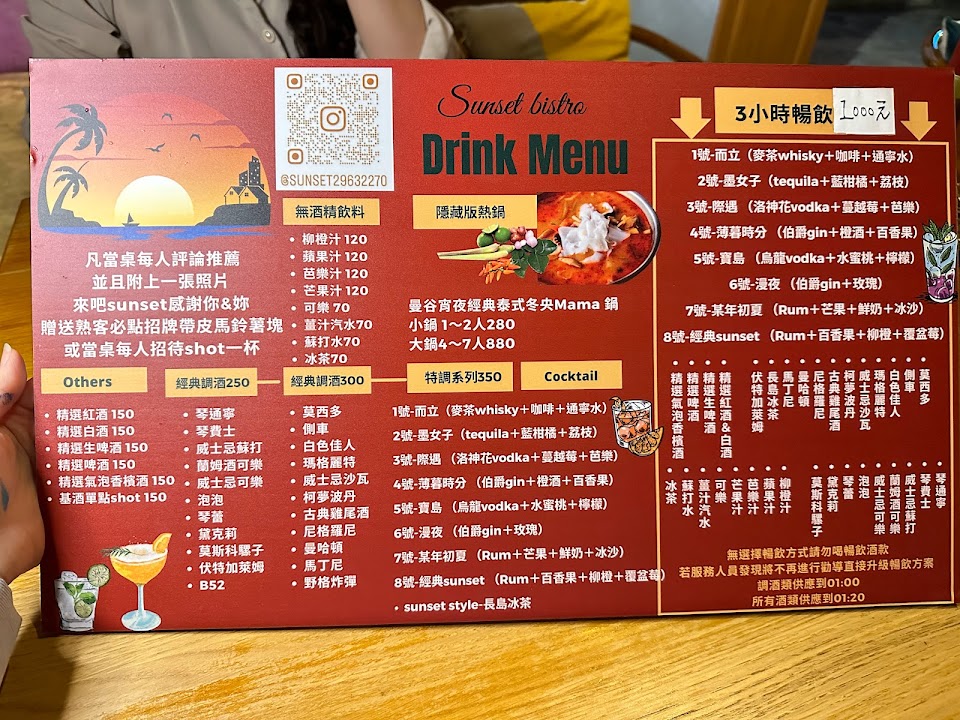 @SUNSET29632270
Sunset bistro
Drink Menu
凡當桌每人評論推薦
並且附上一張照片
來吧sunset感謝你&妳
贈送熟客必點招牌帶皮馬鈴薯塊
或當桌每人招待shot一杯
無酒精飲料
• 柳橙汁 120
• 蘋果汁 120
• 芭樂汁 120
• 芒果汁 120
• 可樂 70
• 薑汁汽水70
• 蘇打水70
• 冰茶70
隱藏版熱鍋
曼谷宵夜經典泰式冬央Mama 鍋
小鍋 1～2人280
大鍋4～7人880
Others
• 精選紅酒 150
• 精選白酒 150
• 精選生啤酒 150
• 精選啤酒 150
• 精選氣泡香檳酒 150
• 基酒單點shot 150
經典調酒250
• 琴通寧
• 琴費士
• 威士忌蘇打
• 蘭姆酒可樂
• 威士忌可樂
• 泡泡
• 琴蕾
• 黛克莉
• 莫斯科騾子
• 伏特加萊姆
• B52
經典調酒300
• 莫西多
• 側車
• 白色佳人
• 瑪格麗特
• 威士忌沙瓦
• 柯夢波丹
• 古典雞尾酒
• 尼格羅尼
• 曼哈頓
• 馬丁尼
• 野格炸彈
特調系列350
Cocktail
1號-而立（麥茶whisky＋咖啡＋通寧水）
2號-墨女子（tequila＋藍柑橘＋荔枝）
3號-際遇 （洛神花vodka＋蔓越莓＋芭樂）
4號-薄暮時分 （伯爵gin＋橙酒＋百香果）
5號-寶島 （烏龍vodka＋水蜜桃＋檸檬）
6號-漫夜 （伯爵gin＋玫瑰）
7號-某年初夏 （Rum＋芒果＋鮮奶＋冰沙）
8號-經典sunset （Rum＋百香果＋柳橙＋覆盆莓）
• sunset style-長島冰茶
3小時暢飲 1000元
1號-而立（麥茶whisky＋咖啡＋通寧水）
2號-墨女子（tequila＋藍柑橘＋荔枝）
3號-際遇 （洛神花vodka＋蔓越莓＋芭樂）
4號-薄暮時分 （伯爵gin＋橙酒＋百香果）
5號-寶島 （烏龍vodka＋水蜜桃＋檸檬）
6號-漫夜 （伯爵gin＋玫瑰）
7號-某年初夏 （Rum＋芒果＋鮮奶＋冰沙）
8號-經典sunset （Rum＋百香果＋柳橙＋覆盆莓）
• 莫西多
• 側車
• 白色佳人
• 瑪格麗特
• 威士忌沙瓦
• 柯夢波丹
• 古典雞尾酒
• 尼格羅尼
• 曼哈頓
• 馬丁尼
• 長島冰茶
• 伏特加萊姆
• 精選紅酒&白酒
• 精選生啤酒
• 精選啤酒
• 精選氣泡香檳酒
• 琴通寧
• 琴費士
• 威士忌蘇打
• 蘭姆酒可樂
• 威士忌可樂
• 泡泡
• 琴蕾
• 黛克莉
• 莫斯科騾子
• 柳橙汁
• 蘋果汁
• 芭樂汁
• 芒果汁
• 可樂
• 薑汁汽水
• 蘇打水
• 冰茶
無選擇暢飲方式請勿喝暢飲酒款
若服務人員發現將不再進行勸導直接升級暢飲方案
調酒類供應到01:00
所有酒類供應到01:20